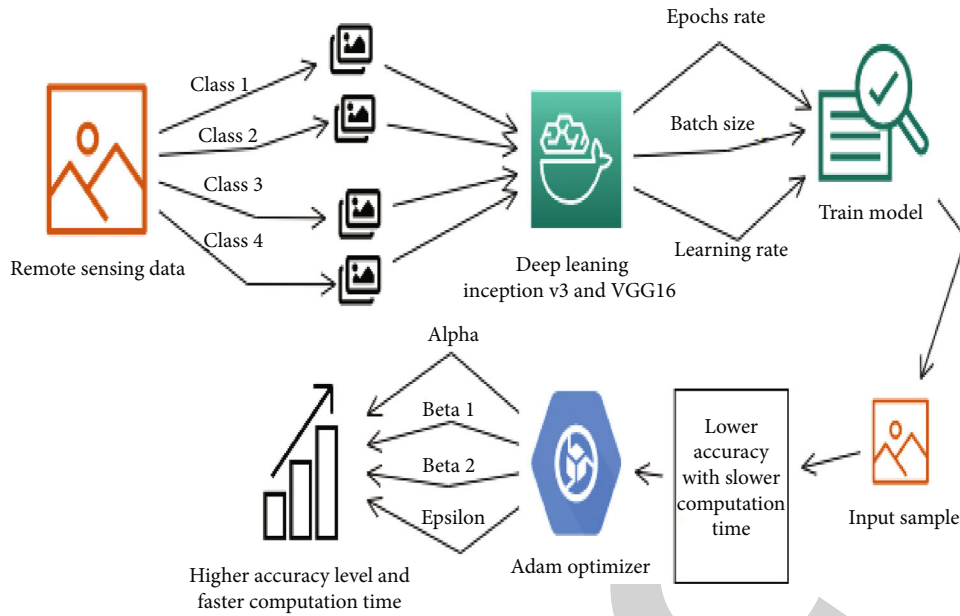 Epochs rate
Class 1
Class 2
Batch size
Class 3
Class 4
Train model
Learning rate
Remote sensing data
Deep leaning
inception v3 and VGG16
Alpha
Beta 1
Beta 2
Epsilon
Lower
accuracy
with slower
computation
time
Input sample
Adam optimizer
Higher accuracy level and
faster computation time